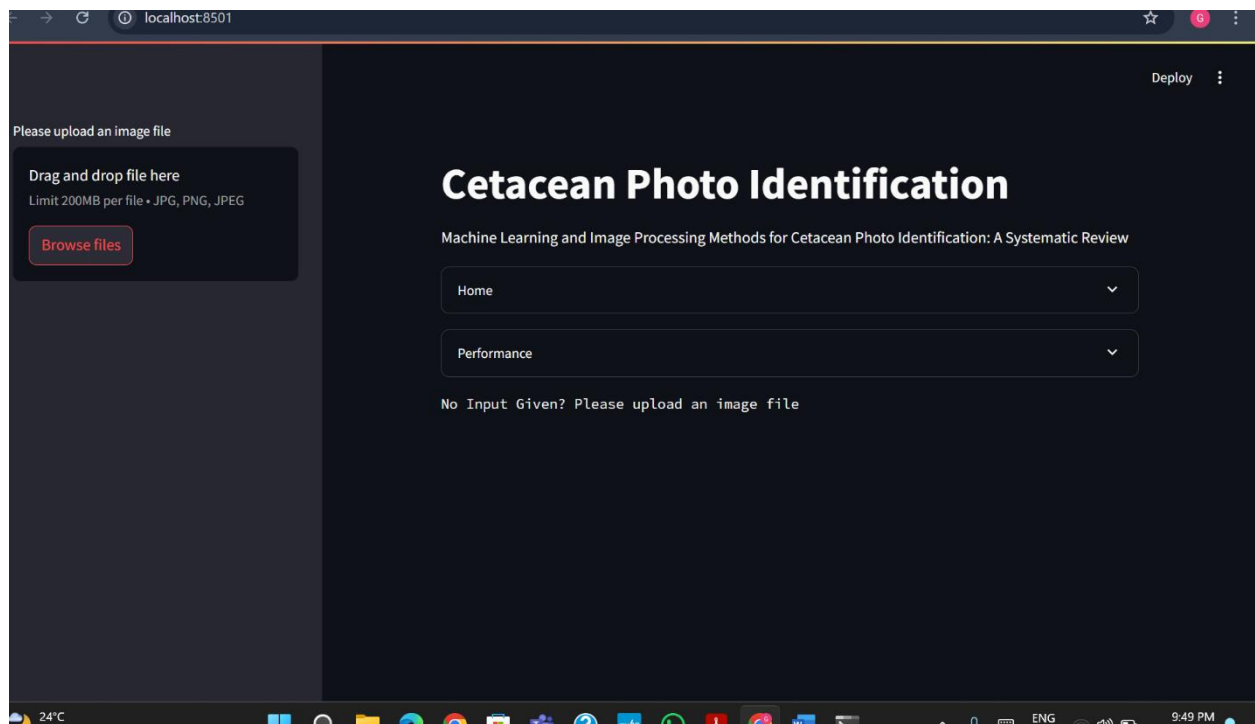 localhost:8501
G
Deploy
Please upload an image file
Drag and drop file here
Limit 200MB per file • JPG, PNG, JPEG
Browse files
Cetacean Photo Identification
Machine Learning and Image Processing Methods for Cetacean Photo Identification: A Systematic Review
Home
Performance
No Input Given? Please upload an image file
24°C
ENG
9:49 PM